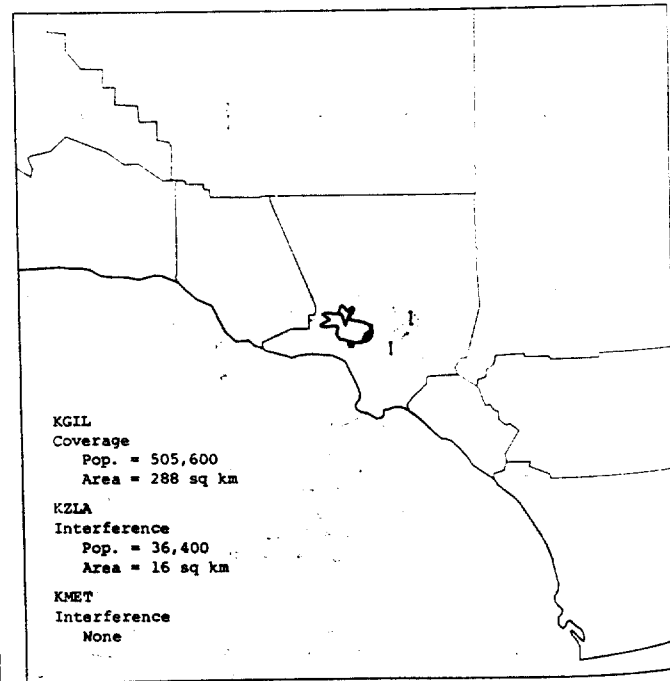 KGIL
Coverage
Pop. = 505,600
Area = 288 sq km
KZLA
Interference
Pop. = 36,400
Area = 16 sq km
KMET
Interference
None